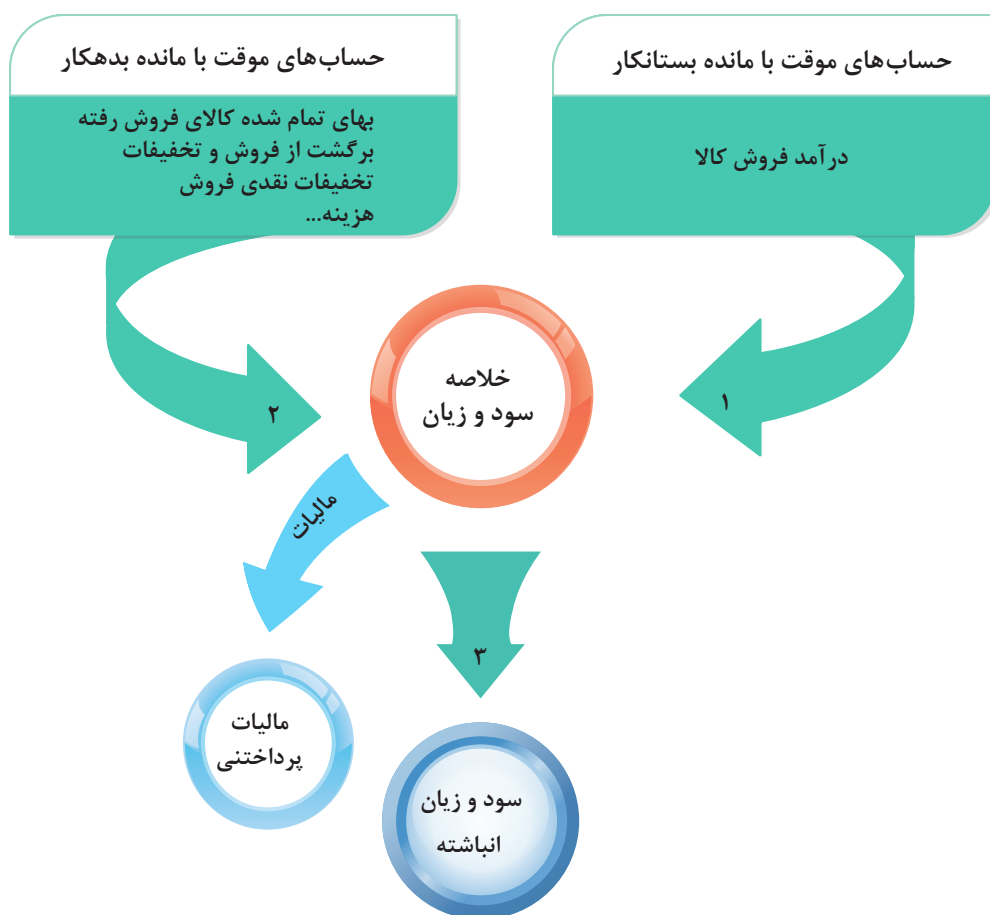 حساب‌های موقت با مانده بستانکار
درآمد فروش کالا
حساب‌های موقت با مانده بدهکار
بهای تمام شده کالای فروش رفته
برگشت از فروش و تخفیفات
تخفیفات نقدی فروش
هزینه...
۱
۲
خلاصه
سود و زیان
مالیات
۳
مالیات
پرداختنی
سود و زیان
انباشته